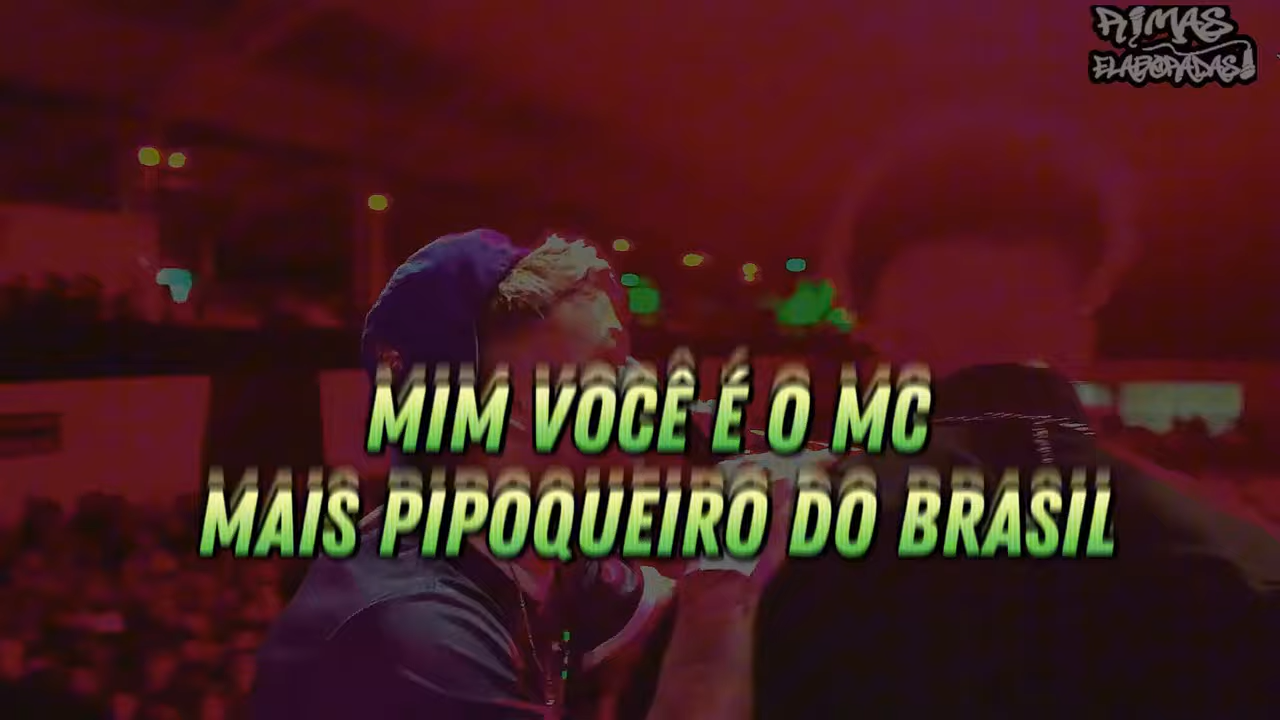 RIMAS
ELABORADAS
MIM VOCÊ É O MC
MAIS PIPOQUEIRO DO BRASIL